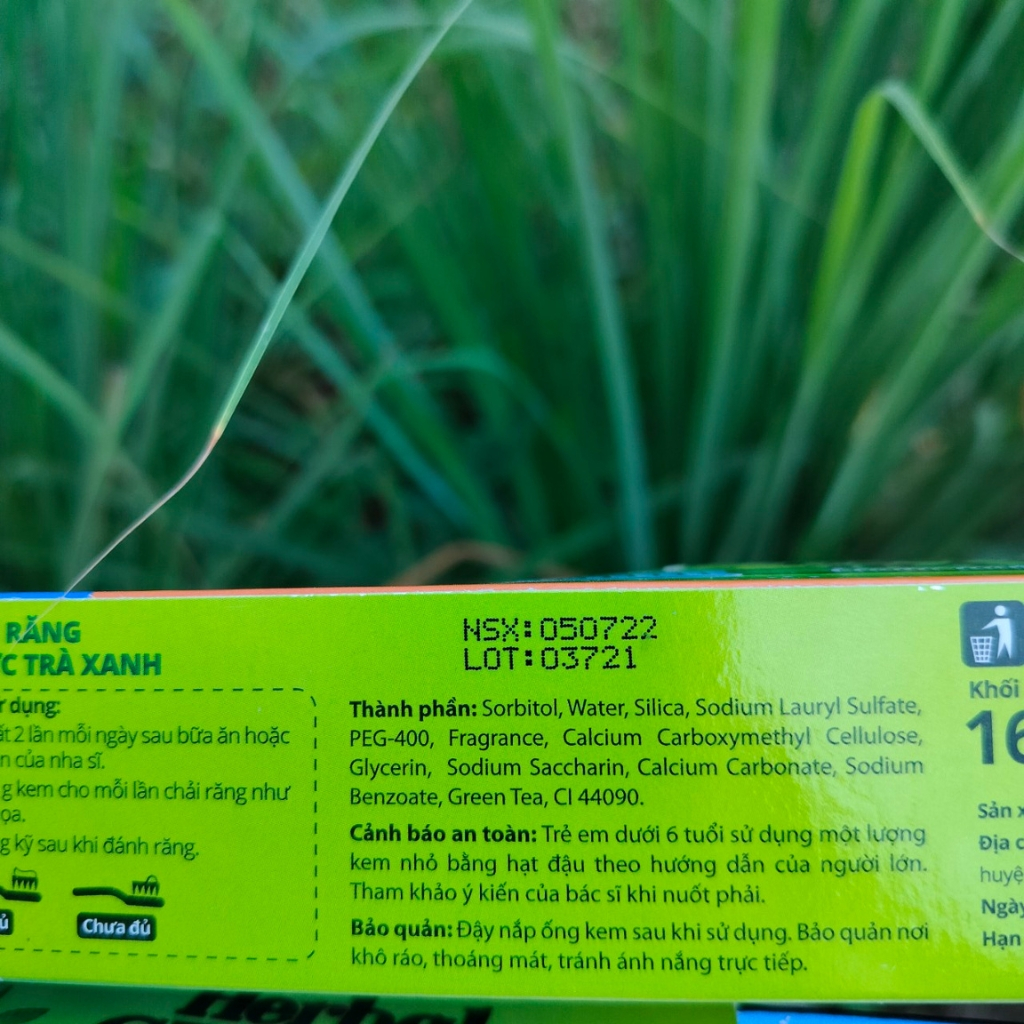 RĂNG
TRÀ XANH
dụng:
2 lần mỗi ngày sau bữa ăn hoặc
của nha sĩ.
kem cho mỗi lần chải răng như
kỹ sau khi đánh răng.
Chưa đủ
NSX:050722
LOT:03721
Thành phần: Sorbitol, Water, Silica, Sodium Lauryl Sulfate,
PEG-400, Fragrance, Calcium Carboxymethyl Cellulose,
Glycerin, Sodium Saccharin, Calcium Carbonate, Sodium
Benzoate, Green Tea, CI 44090.
Cảnh báo an toàn: Trẻ em dưới 6 tuổi sử dụng một lượng
kem nhỏ bằng hạt đậu theo hướng dẫn của người lớn.
Tham khảo ý kiến của bác sĩ khi nuốt phải.
Bảo quản: Đậy nắp ống kem sau khi sử dụng. Bảo quản nơi
khô ráo, thoáng mát, tránh ánh nắng trực tiếp.
Khối
16
Sản
Địa
Ngày
Hạn
Herbal